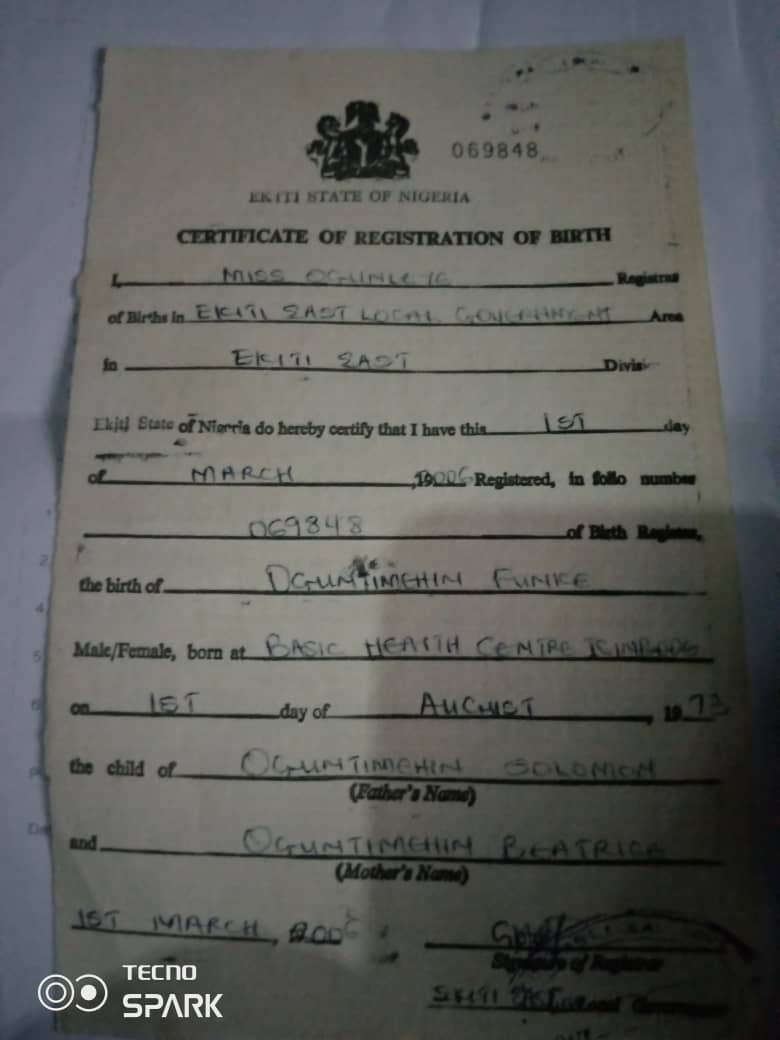 069848
EKITI STATE OF NIGERIA
CERTIFICATE OF REGISTRATION OF BIRTH
I, MISS OGUNLEYE Registrar
of Births in EKITI EAST LOCAL GOVERNMENT Area
in EKITI EAST Divis
Ekiti State of Nigeria do hereby certify that I have this 1ST day
of MARCH ,2006 Registered, in folio number
069848 of Birth Register,
the birth of OGUNTIMEHIN FUNKE
Male/Female, born at BASIC HEATH CENTRE
on 1ST day of AUGUST , 1973
the child of OGUNTIMEHIN SOLOMON
(Father's Name)
and OGUNTIMEHIN BEATRICE
(Mother's Name)
1ST MARCH, 2006
Signature of Registrar
EKITI EAST Local Government
TECNO
SPARK